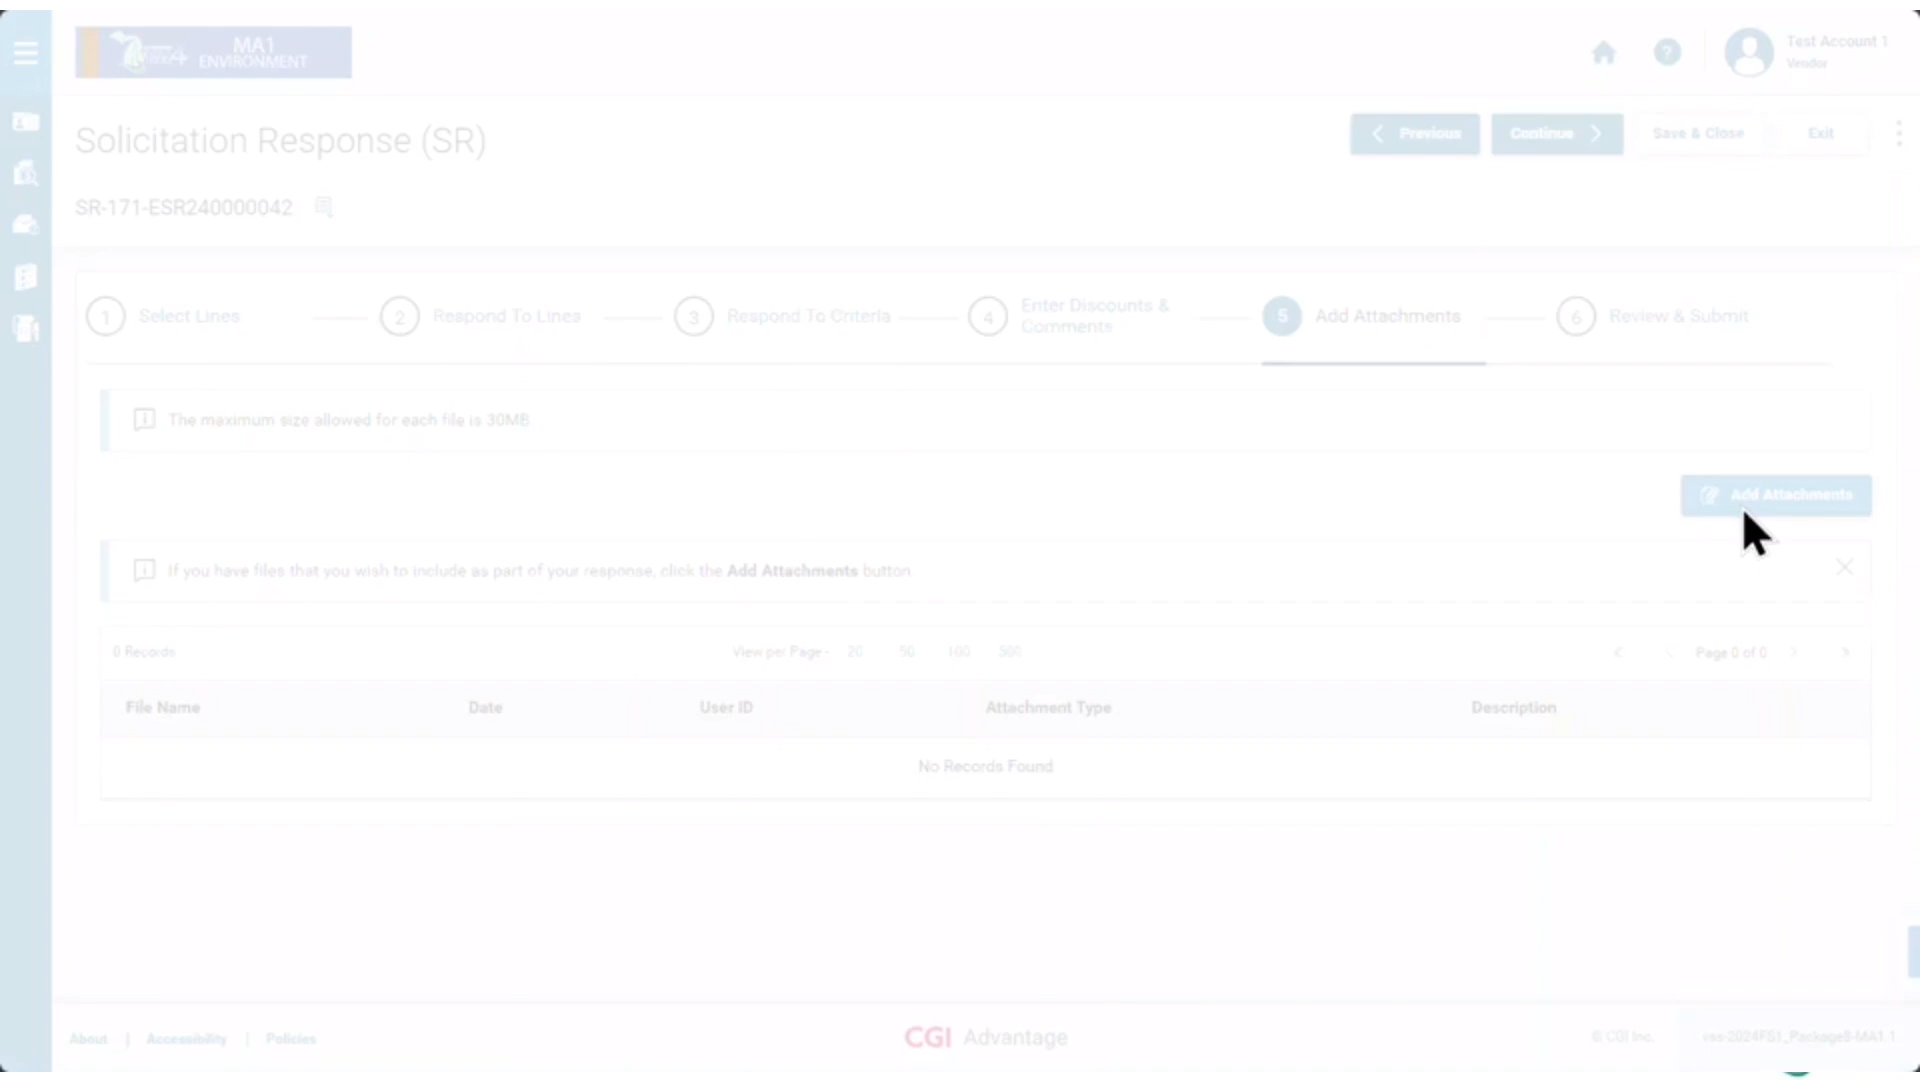 MA1
ENVIRONMENT
Test Account 1
Vendor
Solicitation Response (SR)
Previous
Continue
Save & Close
Exit
SR-171-ESR240000042
1 Select Lines
2 Respond To Lines
3 Respond To Criteria
4 Enter Discounts &
Comments
5 Add Attachments
6 Review & Submit
The maximum size allowed for each file is 30MB
Add Attachments
If you have files that you wish to include as part of your response, click the Add Attachments button
0 Records
View per Page - 20 50 100 500
Page 0 of 0
File Name Date User ID Attachment Type Description
No Records Found
About | Accessibility | Policies
CGI Advantage
© CGI Inc.
vss-2024FS1_Package8-MA1 1